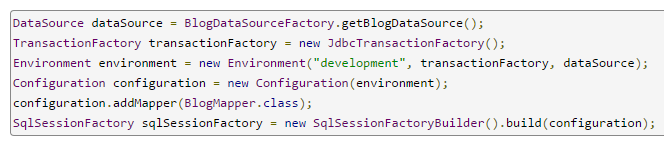 DataSource dataSource = BlogDataSourceFactory.getBlogDataSource();
TransactionFactory transactionFactory = new JdbcTransactionFactory();
Environment environment = new Environment("development", transactionFactory, dataSource);
Configuration configuration = new Configuration(environment);
configuration.addMapper(BlogMapper.class);
SqlSessionFactory sqlSessionFactory = new SqlSessionFactoryBuilder().build(configuration);